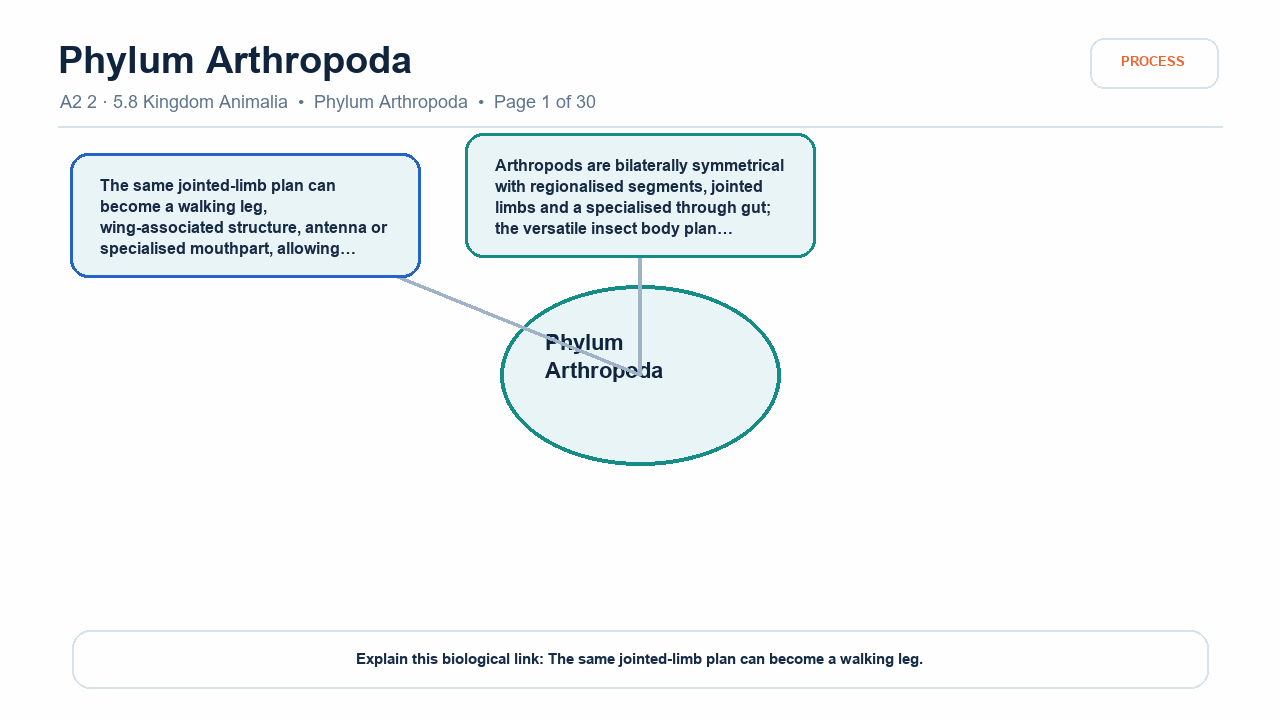 Phylum Arthropoda
PROCESS
A2 2 · 5.8 Kingdom Animalia • Phylum Arthropoda • Page 1 of 30
The same jointed-limb plan can
become a walking leg,
wing-associated structure, antenna or
specialised mouthpart, allowing…
Arthropods are bilaterally symmetrical
with regionalised segments, jointed
limbs and a specialised through gut;
the versatile insect body plan…
Phylum
Arthropoda
Explain this biological link: The same jointed-limb plan can become a walking leg.